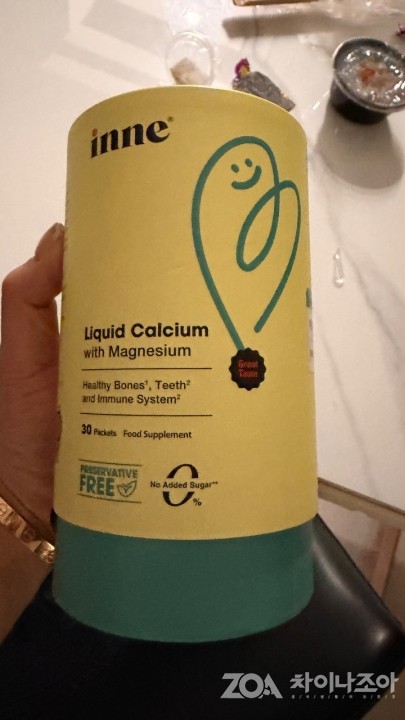 inne®
Liquid Calcium
with Magnesium
Great
Taste
Healthy Bones¹, Teeth²
and Immune System²
30 Packets Food Supplement
PRESERVATIVE
FREE
No Added Sugar**
0%
ZOA 차이나조아